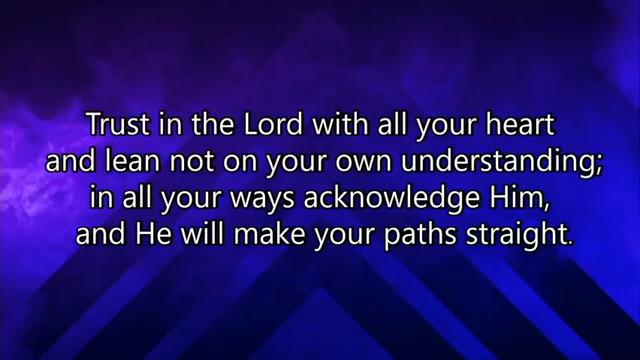 Trust in the Lord with all your heart
and lean not on your own understanding;
in all your ways acknowledge Him,
and He will make your paths straight.